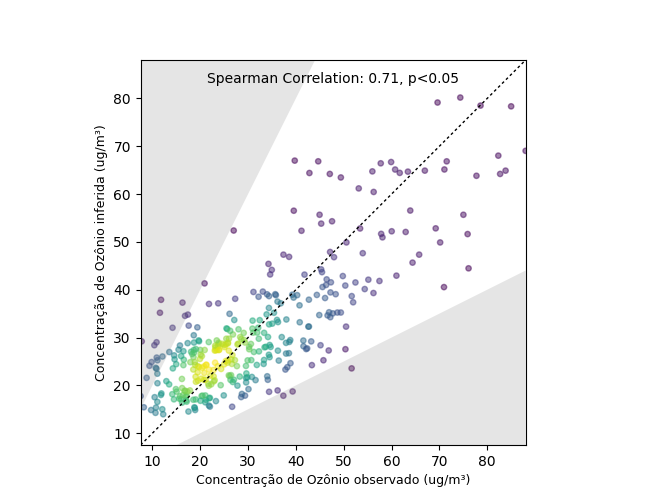 Spearman Correlation: 0.71, p<0.05
80
70
60
50
40
30
20
10
Concentração de Ozônio inferida (ug/m³)
10 20 30 40 50 60 70 80
Concentração de Ozônio observado (ug/m³)